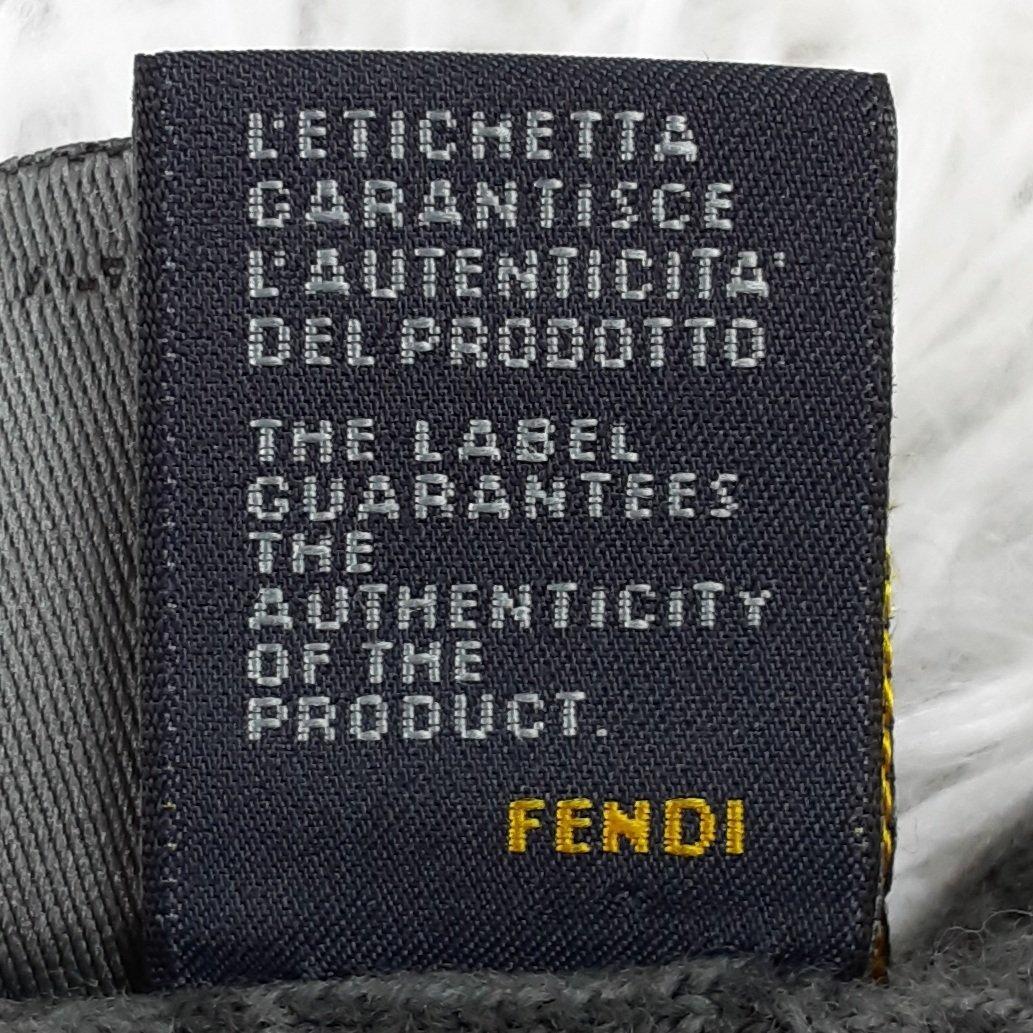 L'ETICHETTA
GARANTISCE
L'AUTENTICITA'
DEL PRODOTTO
THE LABEL
GUARANTEES
THE
AUTHENTICITY
OF THE
PRODUCT.
FENDI